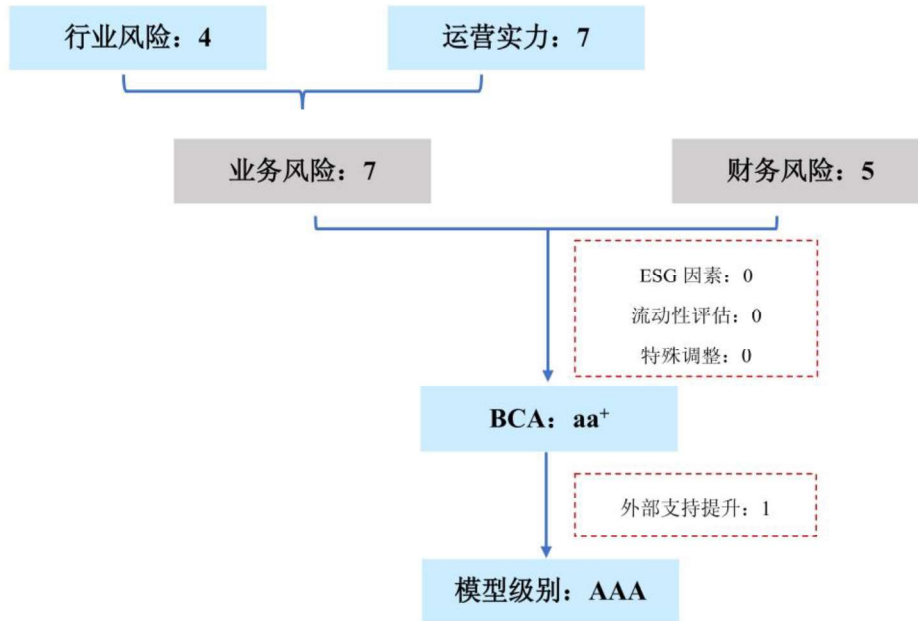 行业风险：4
运营实力：7
业务风险：7
财务风险：5
ESG 因素：0
流动性评估：0
特殊调整：0
BCA：aa⁺
外部支持提升：1
模型级别：AAA